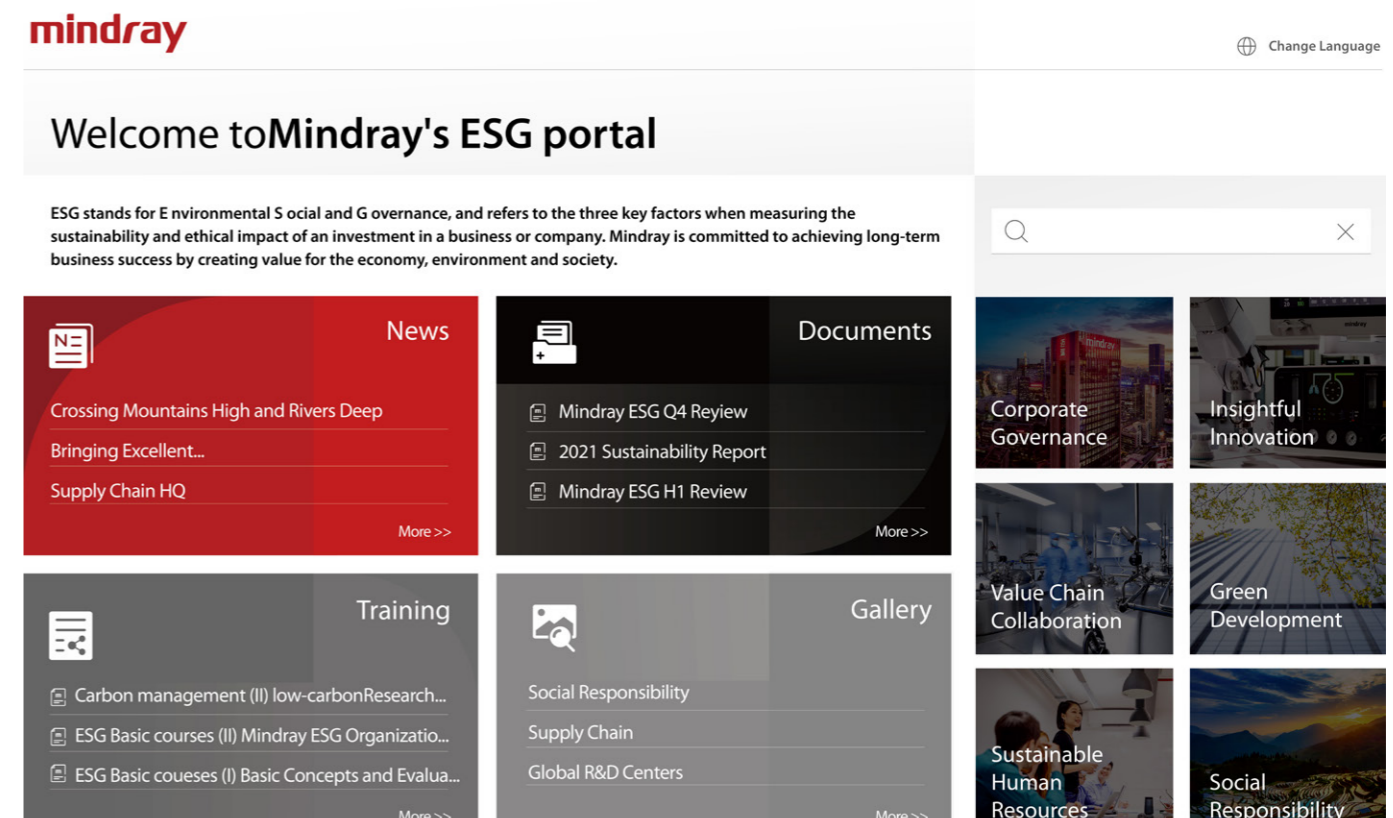 mindray
Change Language
Welcome toMindray's ESG portal
ESG stands for E nvironmental S ocial and G overnance, and refers to the three key factors when measuring the
sustainability and ethical impact of an investment in a business or company. Mindray is committed to achieving long-term
business success by creating value for the economy, environment and society.
News
Crossing Mountains High and Rivers Deep
Bringing Excellent...
Supply Chain HQ
More >>
Documents
Mindray ESG Q4 Reyiew
2021 Sustainability Report
Mindray ESG H1 Review
More >>
mindray
Corporate
Governance
mindray
Insightful
Innovation
Value Chain
Collaboration
Green
Development
Training
Carbon management (II) low-carbonResearch...
ESG Basic courses (II) Mindray ESG Organizatio...
ESG Basic coueses (I) Basic Concepts and Evalua...
More >>
Gallery
Social Responsibility
Supply Chain
Global R&D Centers
More >>
Sustainable
Human
Resources
Social
Responsibility